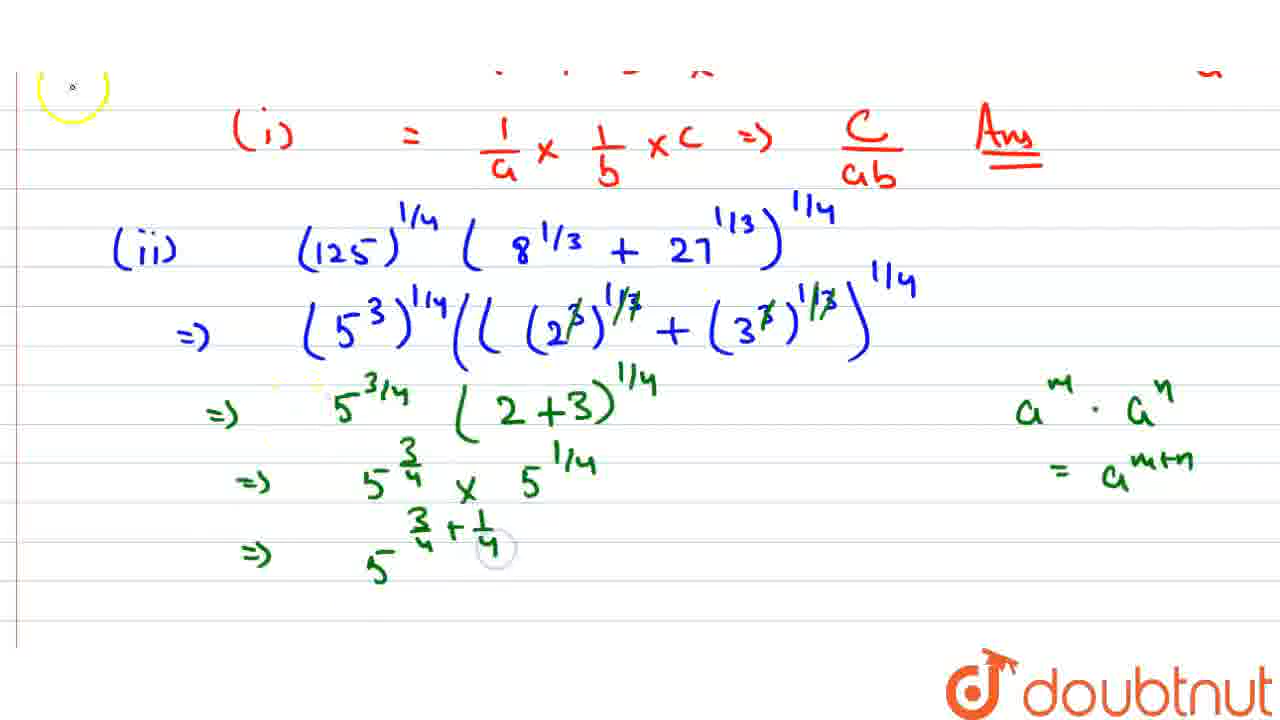 (i) = 1/a × 1/b × c => C/ab Ans
(ii) (125)^1/4 ( 8^1/3 + 27^1/3 )^1/4
=> (5^3)^1/4 ( ( (2^3)^1/3 + (3^3)^1/3 )^1/4
=> 5^3/4 ( 2+3)^1/4
a^m . a^n
=> 5^3/4 × 5^1/4
= a^m+n
=> 5^3/4 + 1/4
doubtnut